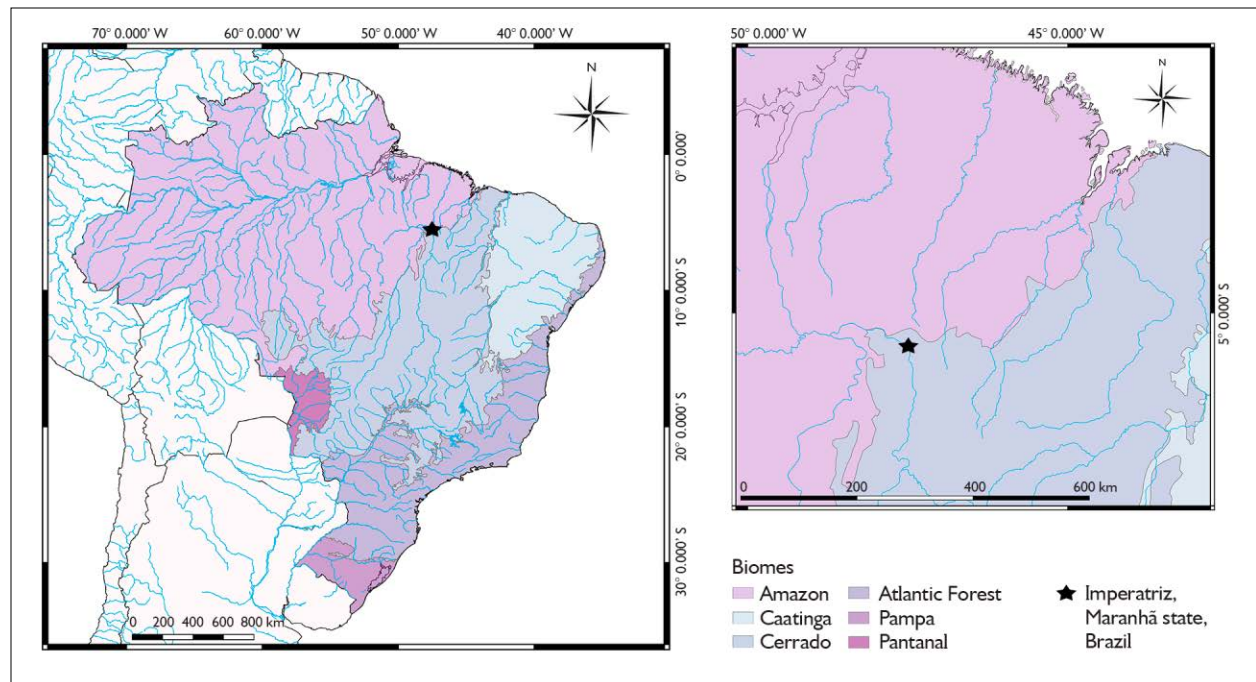 70° 0.000' W 60° 0.000' W 50° 0.000' W 40° 0.000' W
N
0° 0.000'
10° 0.000' S
20° 0.000' S
30° 0.000' S
0 200 400 600 800 km
50 0.000' W 45° 0.000' W
N
5° 0.000' S
0 200 400 600 km
Biomes
Amazon
Caatinga
Cerrado
Atlantic Forest
Pampa
Pantanal
Imperatriz,
Maranhã state,
Brazil